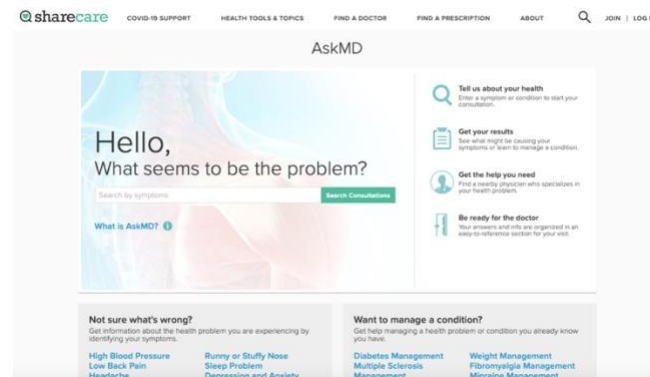 sharecare COVID-19 SUPPORT HEALTH TOOLS & TOPICS FIND A DOCTOR FIND A PRESCRIPTION ABOUT JOIN | LOG
AskMD
Hello,
What seems to be the problem?
Search by symptoms
Search Consultations
What is AskMD?
Tell us about your health
Enter a symptom or condition to start your
consultation.
Get your results
See what might be causing your
symptoms or learn to manage a condition.
Get the help you need
Find a nearby physician who specializes in
your health problem.
Be ready for the doctor
Your answers and info are organized in an
easy-to-reference section for your visit.
Not sure what's wrong?
Get information about the health problem you are experiencing by
identifying your symptoms.
High Blood Pressure
Low Back Pain
Headache
Runny or Stuffy Nose
Sleep Problem
Depression and Anxiety
Want to manage a condition?
Get help managing a health problem or condition you already know
you have.
Diabetes Management
Multiple Sclerosis
Management
Weight Management
Fibromyalgia Management
Migraine Management